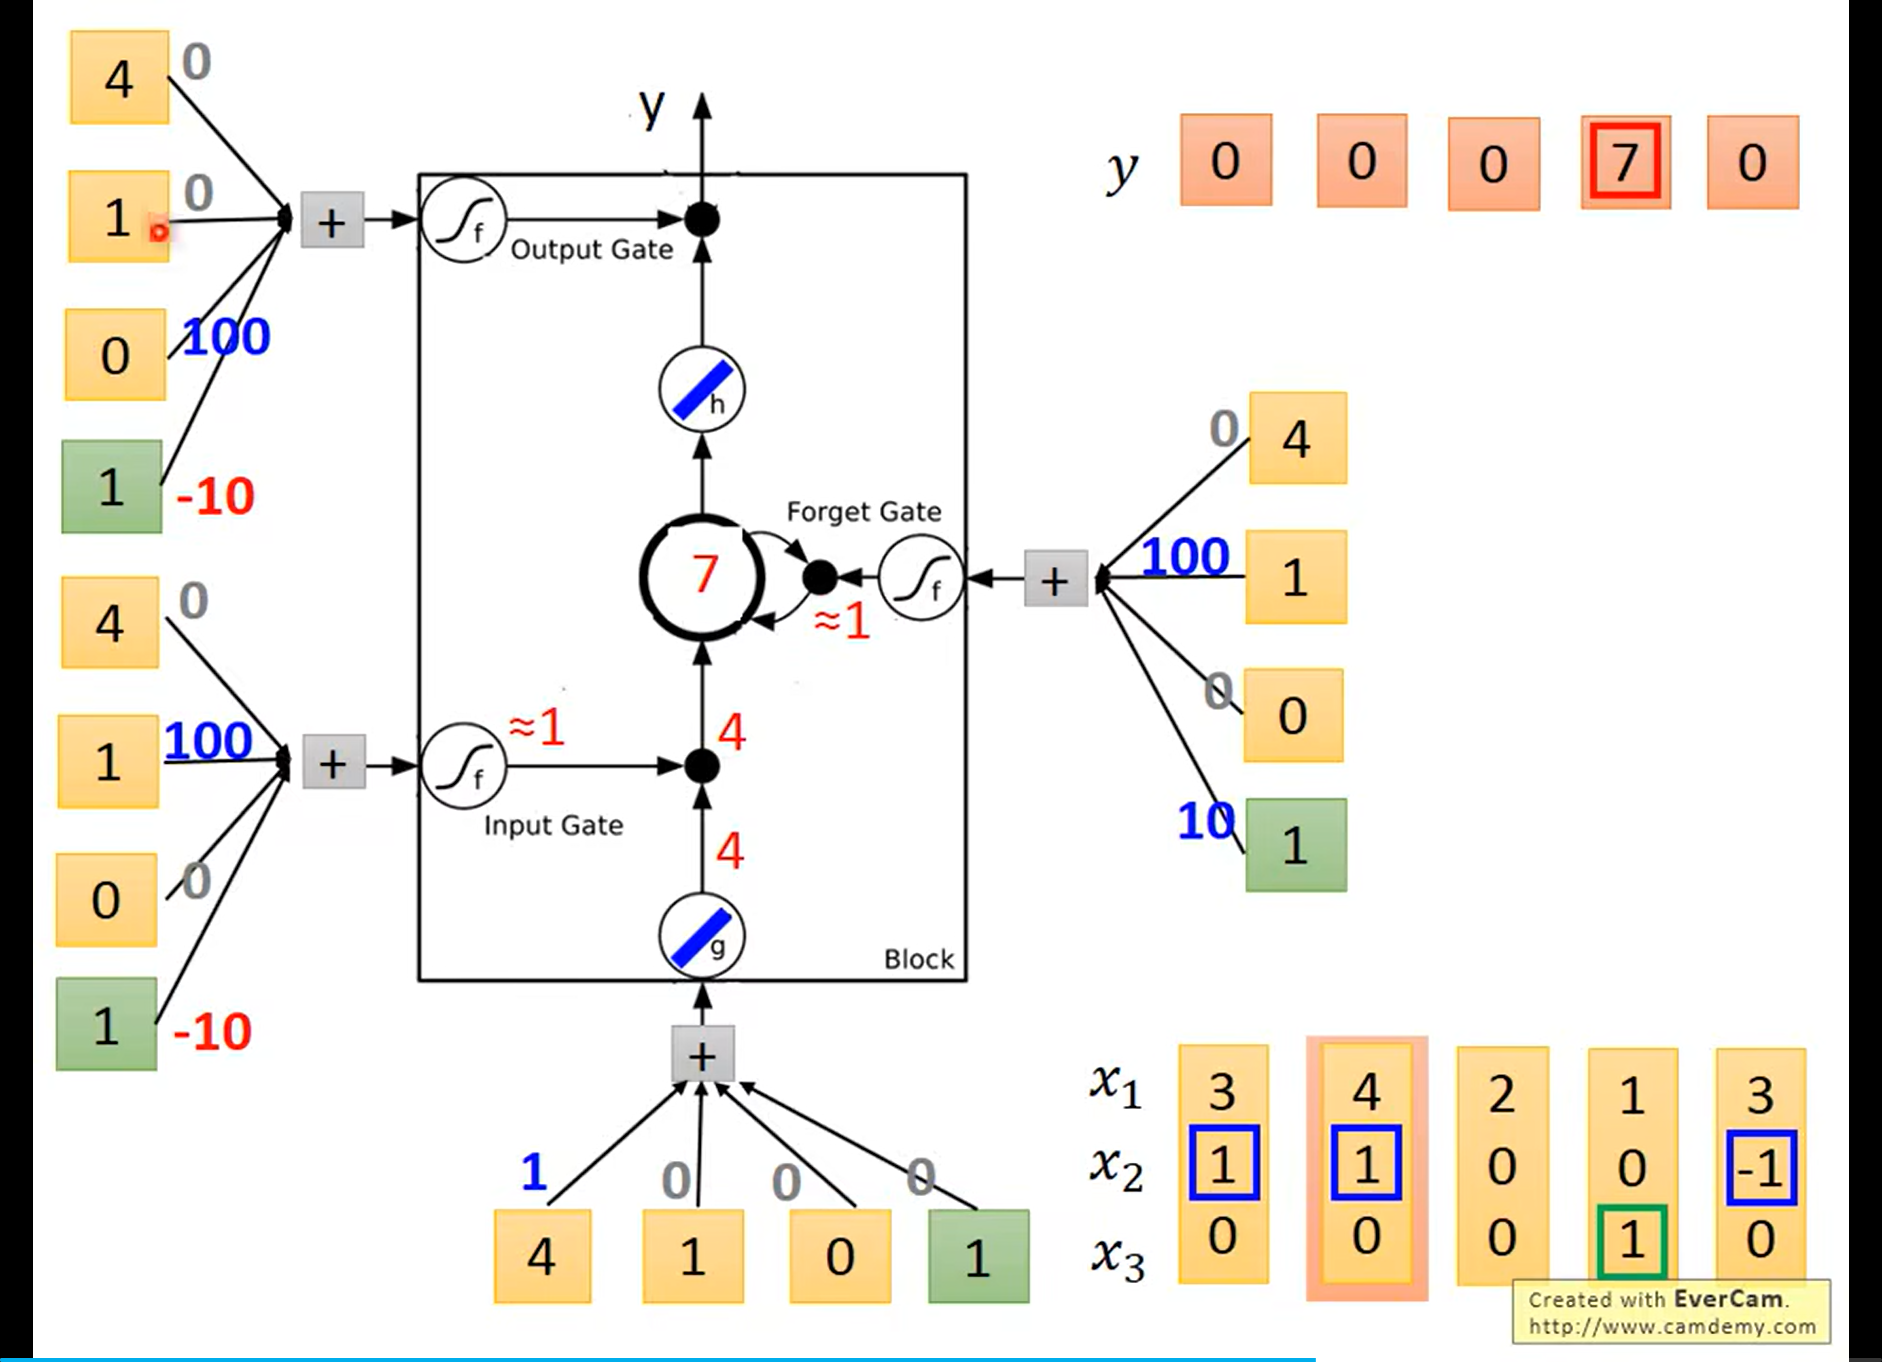 4 0
1 0
0 100
1 -10
+
f
Output Gate
y
y 0 0 0 7 0
h
Forget Gate
7
≈1
f
+
0 4
100 1
0 0
10 1
4 0
1 100
0 0
1 -10
+
f
≈1
Input Gate
4
4
g
Block
+
1 0 0 0
4 1 0 1
x₁ 3 4 2 1 3
x₂ 1 1 0 0 -1
x₃ 0 0 0 1 0
Created with EverCam.
http://www.camdemy.com